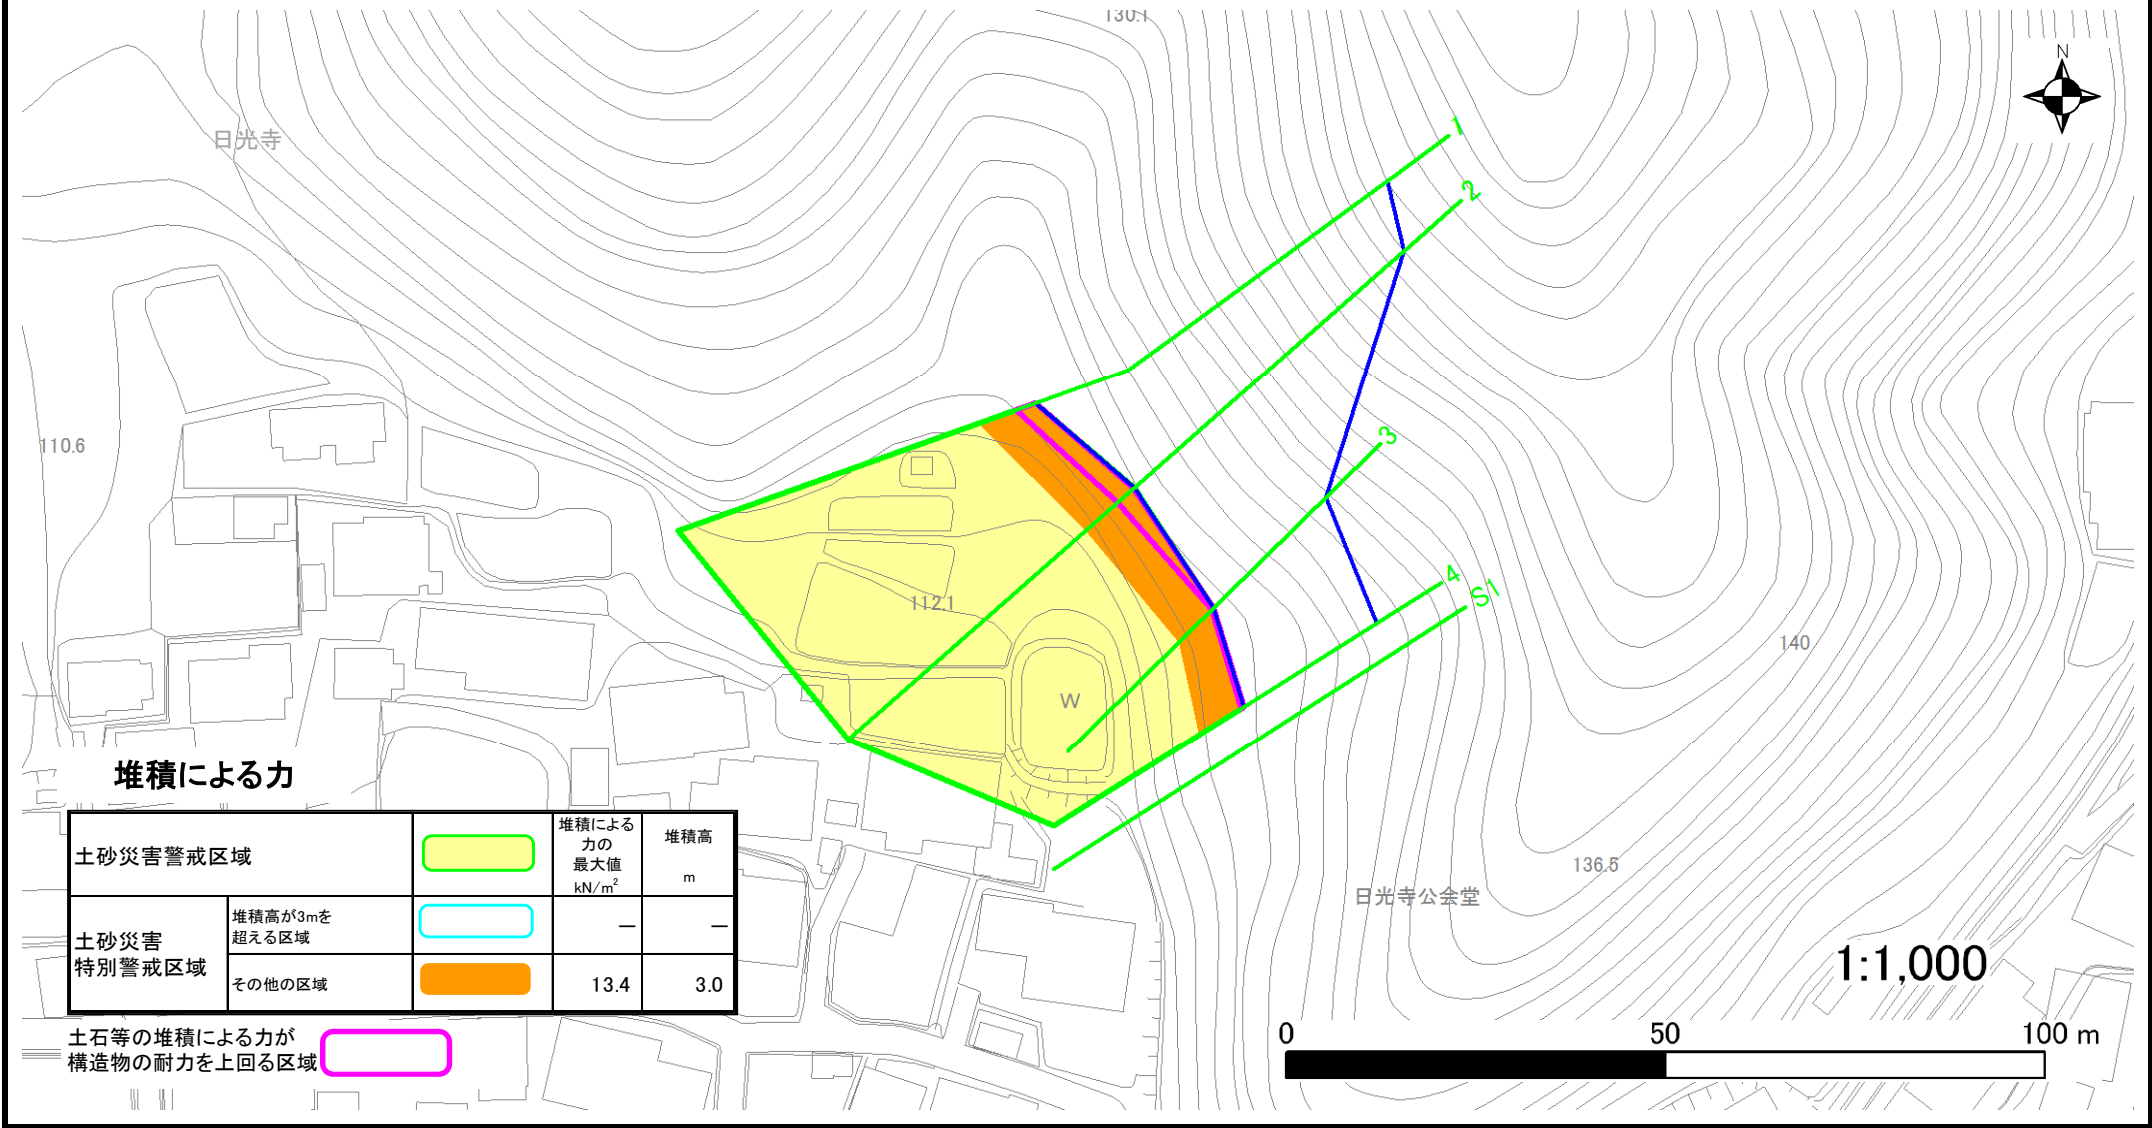 130.1
N
日光寺
1
2
110.6
3
4
S1
112.1
140
W
堆積による力
土砂災害警戒区域
堆積による
力の
最大値
kN/m²
堆積高
m
土砂災害
特別警戒区域
堆積高が3mを
超える区域
—
—
その他の区域
13.4
3.0
土石等の堆積による力が
構造物の耐力を上回る区域
136.5
日光寺公会堂
1:1,000
0
50
100 m